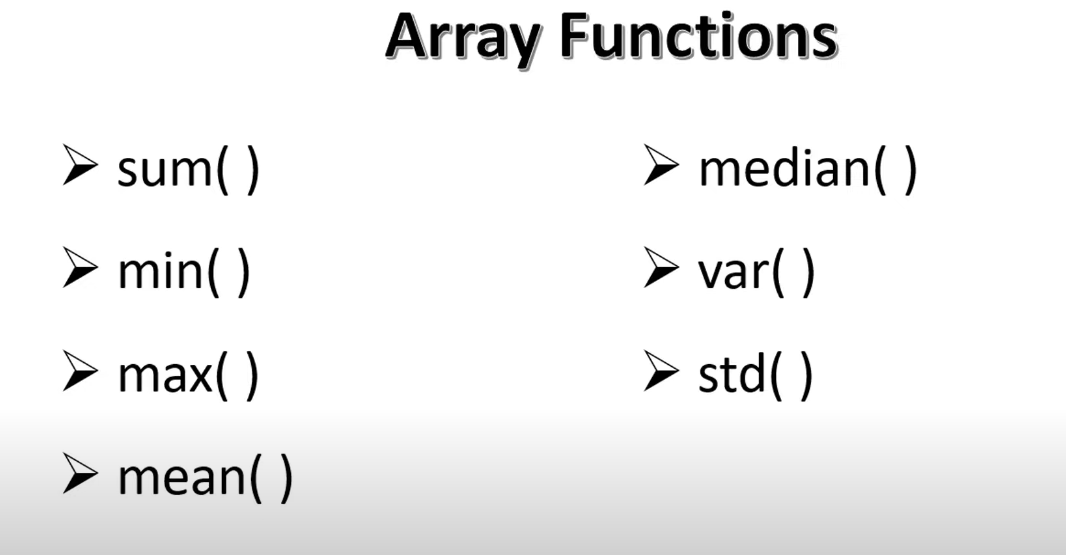 Array Functions
➢ sum( )
➢ min( )
➢ max( )
➢ mean( )
➢ median( )
➢ var( )
➢ std( )